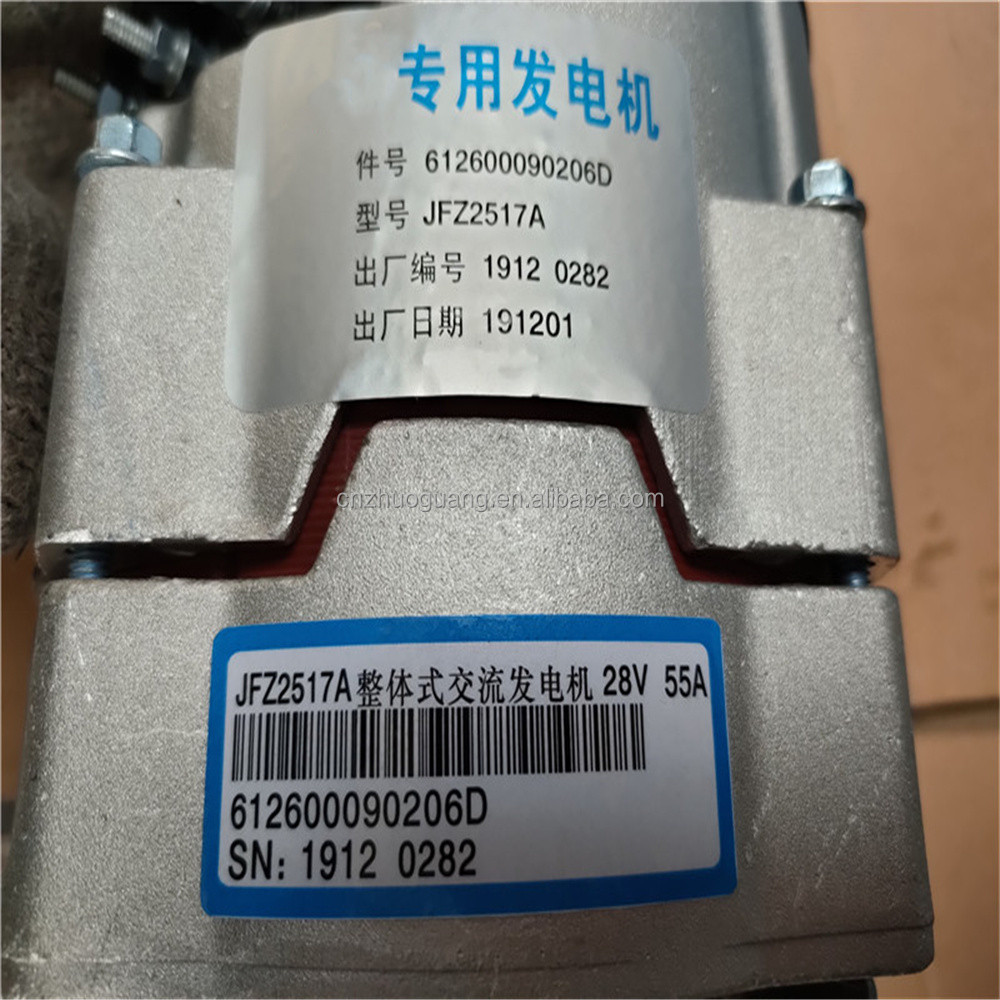 专用发电机
件号 612600090206D
型号 JFZ2517A
出厂编号 1912 0282
出厂日期 191201
cnzhuoguang.en.alibaba.com
JFZ2517A整体式交流发电机 28V 55A
612600090206D
SN: 1912 0282